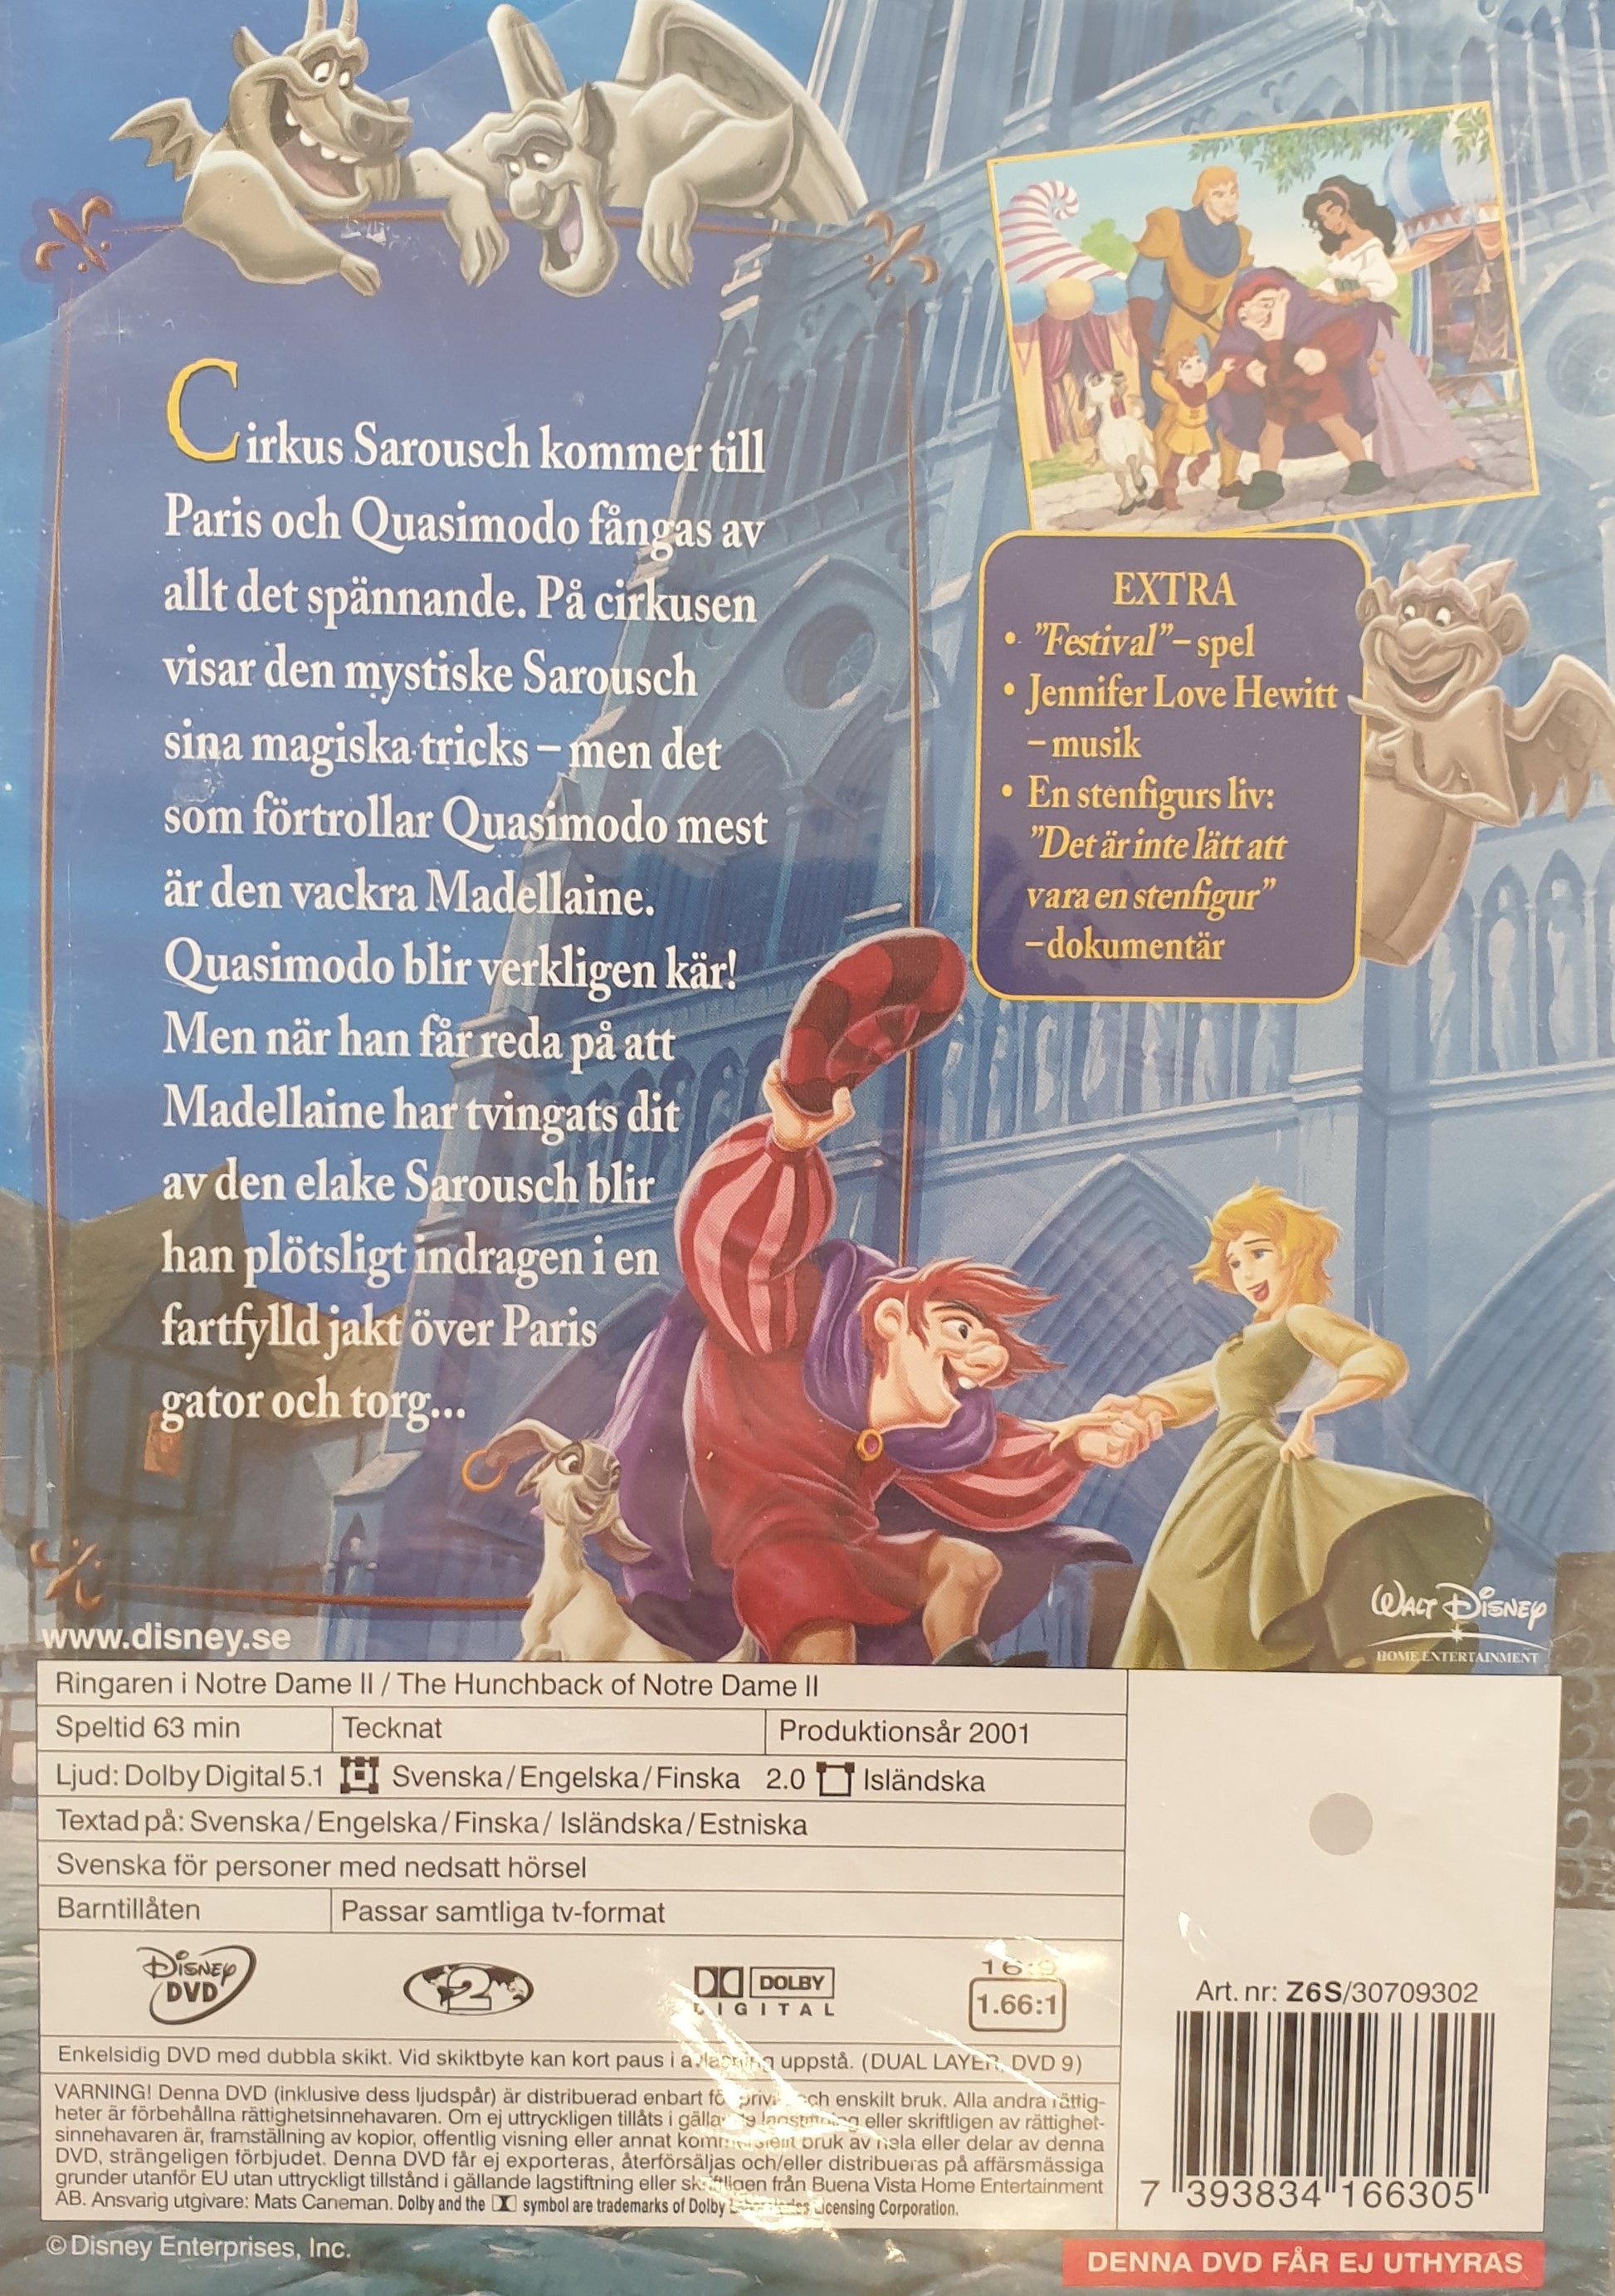 Cirkus Sarousch kommer till
Paris och Quasimodo fångas av
allt det spännande. På cirkusen
visar den mystiske Sarousch
sina magiska tricks – men det
som förtrollar Quasimodo mest
är den vackra Madellaine.
Quasimodo blir verkligen kär!
Men när han får reda på att
Madellaine har tvingats dit
av den elake Sarousch blir
han plötsligt indragen i en
fartfylld jakt över Paris
gator och torg...
EXTRA
• ”Festival” – spel
• Jennifer Love Hewitt
– musik
• En stenfigurs liv:
”Det är inte lätt att
vara en stenfigur”
– dokumentär
WALT DISNEY
HOME ENTERTAINMENT
www.disney.se
Ringaren i Notre Dame II / The Hunchback of Notre Dame II
Speltid 63 min Tecknat Produktionsår 2001
Ljud: Dolby Digital 5.1 Svenska/Engelska/Finska 2.0 Isländska
Textad på: Svenska/Engelska/Finska/ Isländska/Estniska
Svenska för personer med nedsatt hörsel
Barntillåten Passar samtliga tv-format
DISNEY
DVD
2
DOLBY
DIGITAL
16:9
1.66:1
Enkelsidig DVD med dubbla skikt. Vid skiktbyte kan kort paus i uppstå. (DUAL LAYER, DVD 9)
VARNING! Denna DVD (inklusive dess ljudspår) är distribuerad enbart för och enskilt bruk. Alla andra rättig-
heter är förbehållna rättighetsinnehavaren. Om ej uttryckligen tillåts i eller skriftligen av rättighet-
sinnehavaren är, framställning av kopior, offentlig visning eller annat bruk av hela eller delar av denna
DVD, strängeligen förbjudet. Denna DVD får ej exporteras, återförsäljas och/eller distribueras på affärsmässiga
grunder utanför EU utan uttryckligt tillstånd i gällande lagstiftning eller skriftligen från Buena Vista Home Entertainment
AB. Ansvarig utgivare: Mats Caneman. Dolby and the symbol are trademarks of Dolby Licensing Corporation.
Art. nr: Z6S/30709302
7 393834 166305
© Disney Enterprises, Inc.
DENNA DVD FÅR EJ UTHYRAS